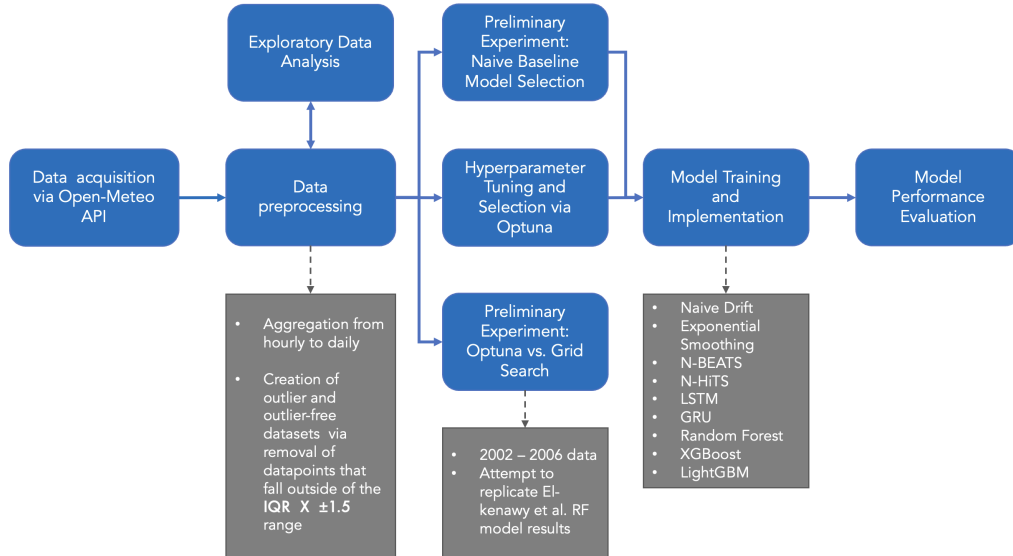 Exploratory Data
Analysis
Preliminary
Experiment:
Naive Baseline
Model Selection
Data acquisition
via Open-Meteo
API
Data
preprocessing
Hyperparameter
Tuning and
Selection via
Optuna
Model Training
and
Implementation
Model
Performance
Evaluation
• Aggregation from
hourly to daily
• Creation of
outlier and
outlier-free
datasets via
removal of
datapoints that
fall outside of the
IQR X ±1.5
range
Preliminary
Experiment:
Optuna vs. Grid
Search
• 2002 – 2006 data
• Attempt to
replicate El-
kenawy et al. RF
model results
• Naive Drift
• Exponential
Smoothing
• N-BEATS
• N-HiTS
• LSTM
• GRU
• Random Forest
• XGBoost
• LightGBM